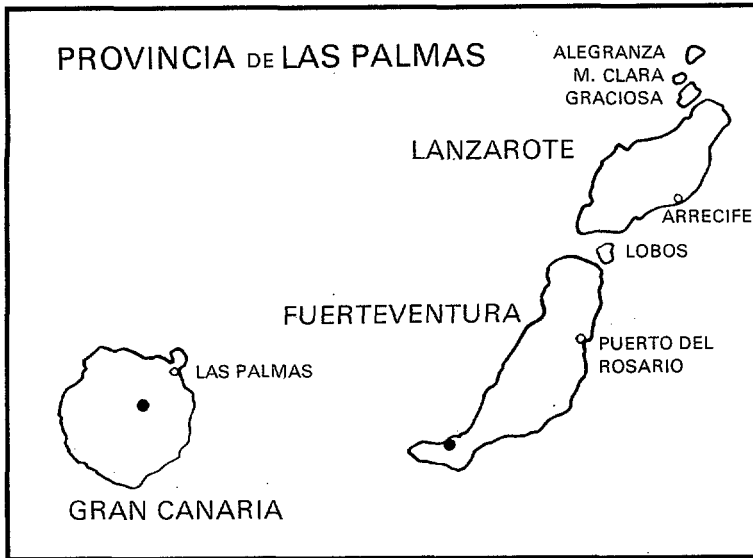 PROVINCIA DE LAS PALMAS
ALEGRANZA
M. CLARA
GRACIOSA
LANZAROTE
ARRECIFE
LOBOS
FUERTEVENTURA
PUERTO DEL
ROSARIO
LAS PALMAS
GRAN CANARIA